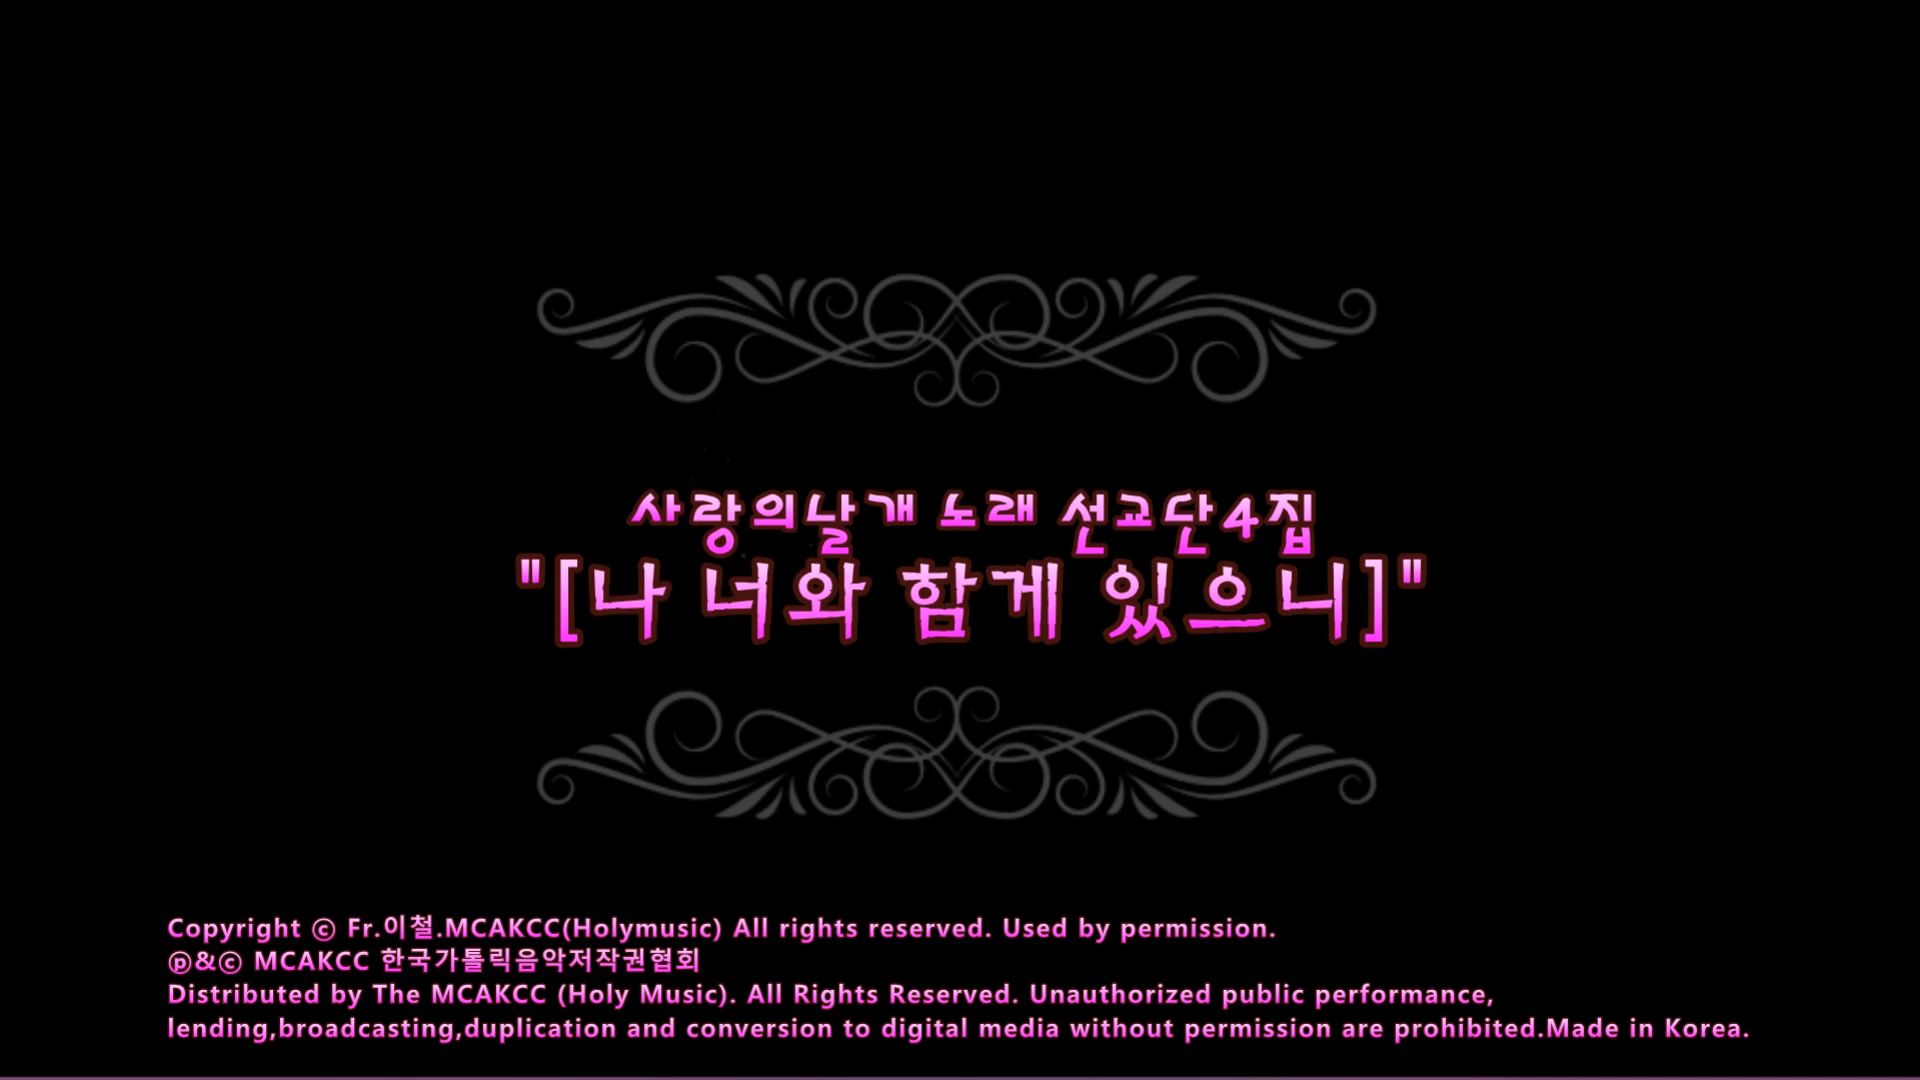 사랑의날개 노래 선교단4집
"[나 너와 함게 있으니]"
Copyright ⓒ Fr.이철.MCAKCC(Holymusic) All rights reserved. Used by permission.
ⓟ&ⓒ MCAKCC 한국가톨릭음악저작권협회
Distributed by The MCAKCC (Holy Music). All Rights Reserved. Unauthorized public performance,
lending,broadcasting,duplication and conversion to digital media without permission are prohibited.Made in Korea.